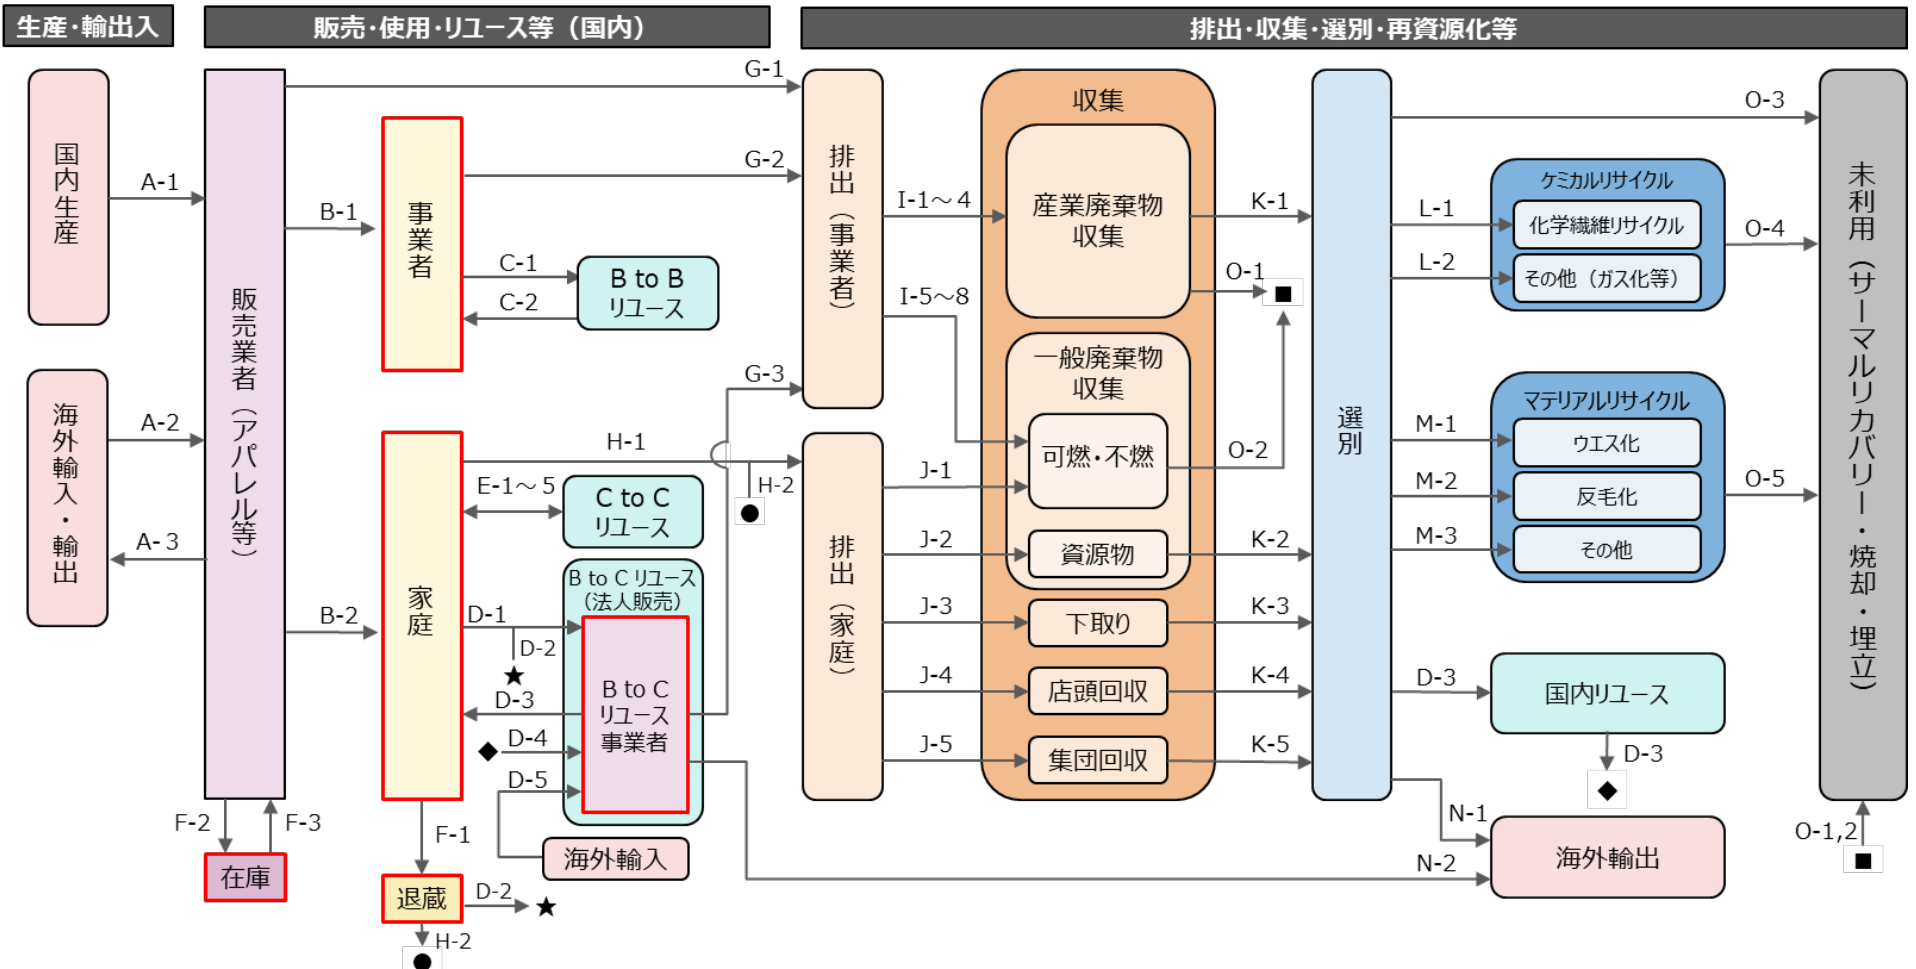 生産・輸出入
販売・使用・リユース等（国内）
排出・収集・選別・再資源化等
国内生産
A-1
海外輸入・輸出
A-2
A-3
販売業者（アパレル等）
F-2
F-3
在庫
B-1
B-2
G-1
事業者
G-2
C-1
C-2
B to B
リユース
G-3
家庭
H-1
H-2
E-1～5
C to C
リユース
B to C リユース
（法人販売）
D-1
D-2
★
D-3
◆
D-4
D-5
B to C
リユース
事業者
海外輸入
F-1
退蔵
D-2
★
H-2
●
●
排出（事業者）
I-1～4
I-5～8
排出（家庭）
J-1
J-2
J-3
J-4
J-5
収集
産業廃棄物
収集
一般廃棄物
収集
可燃・不燃
資源物
下取り
店頭回収
集団回収
O-1
■
O-2
K-1
K-2
K-3
K-4
K-5
選別
O-3
L-1
L-2
ケミカルリサイクル
化学繊維リサイクル
その他（ガス化等）
O-4
M-1
M-2
M-3
マテリアルリサイクル
ウエス化
反毛化
その他
O-5
D-3
国内リユース
D-3
◆
N-1
N-2
海外輸出
未利用（サーマルリカバリー・焼却・埋立）
O-1,2
■